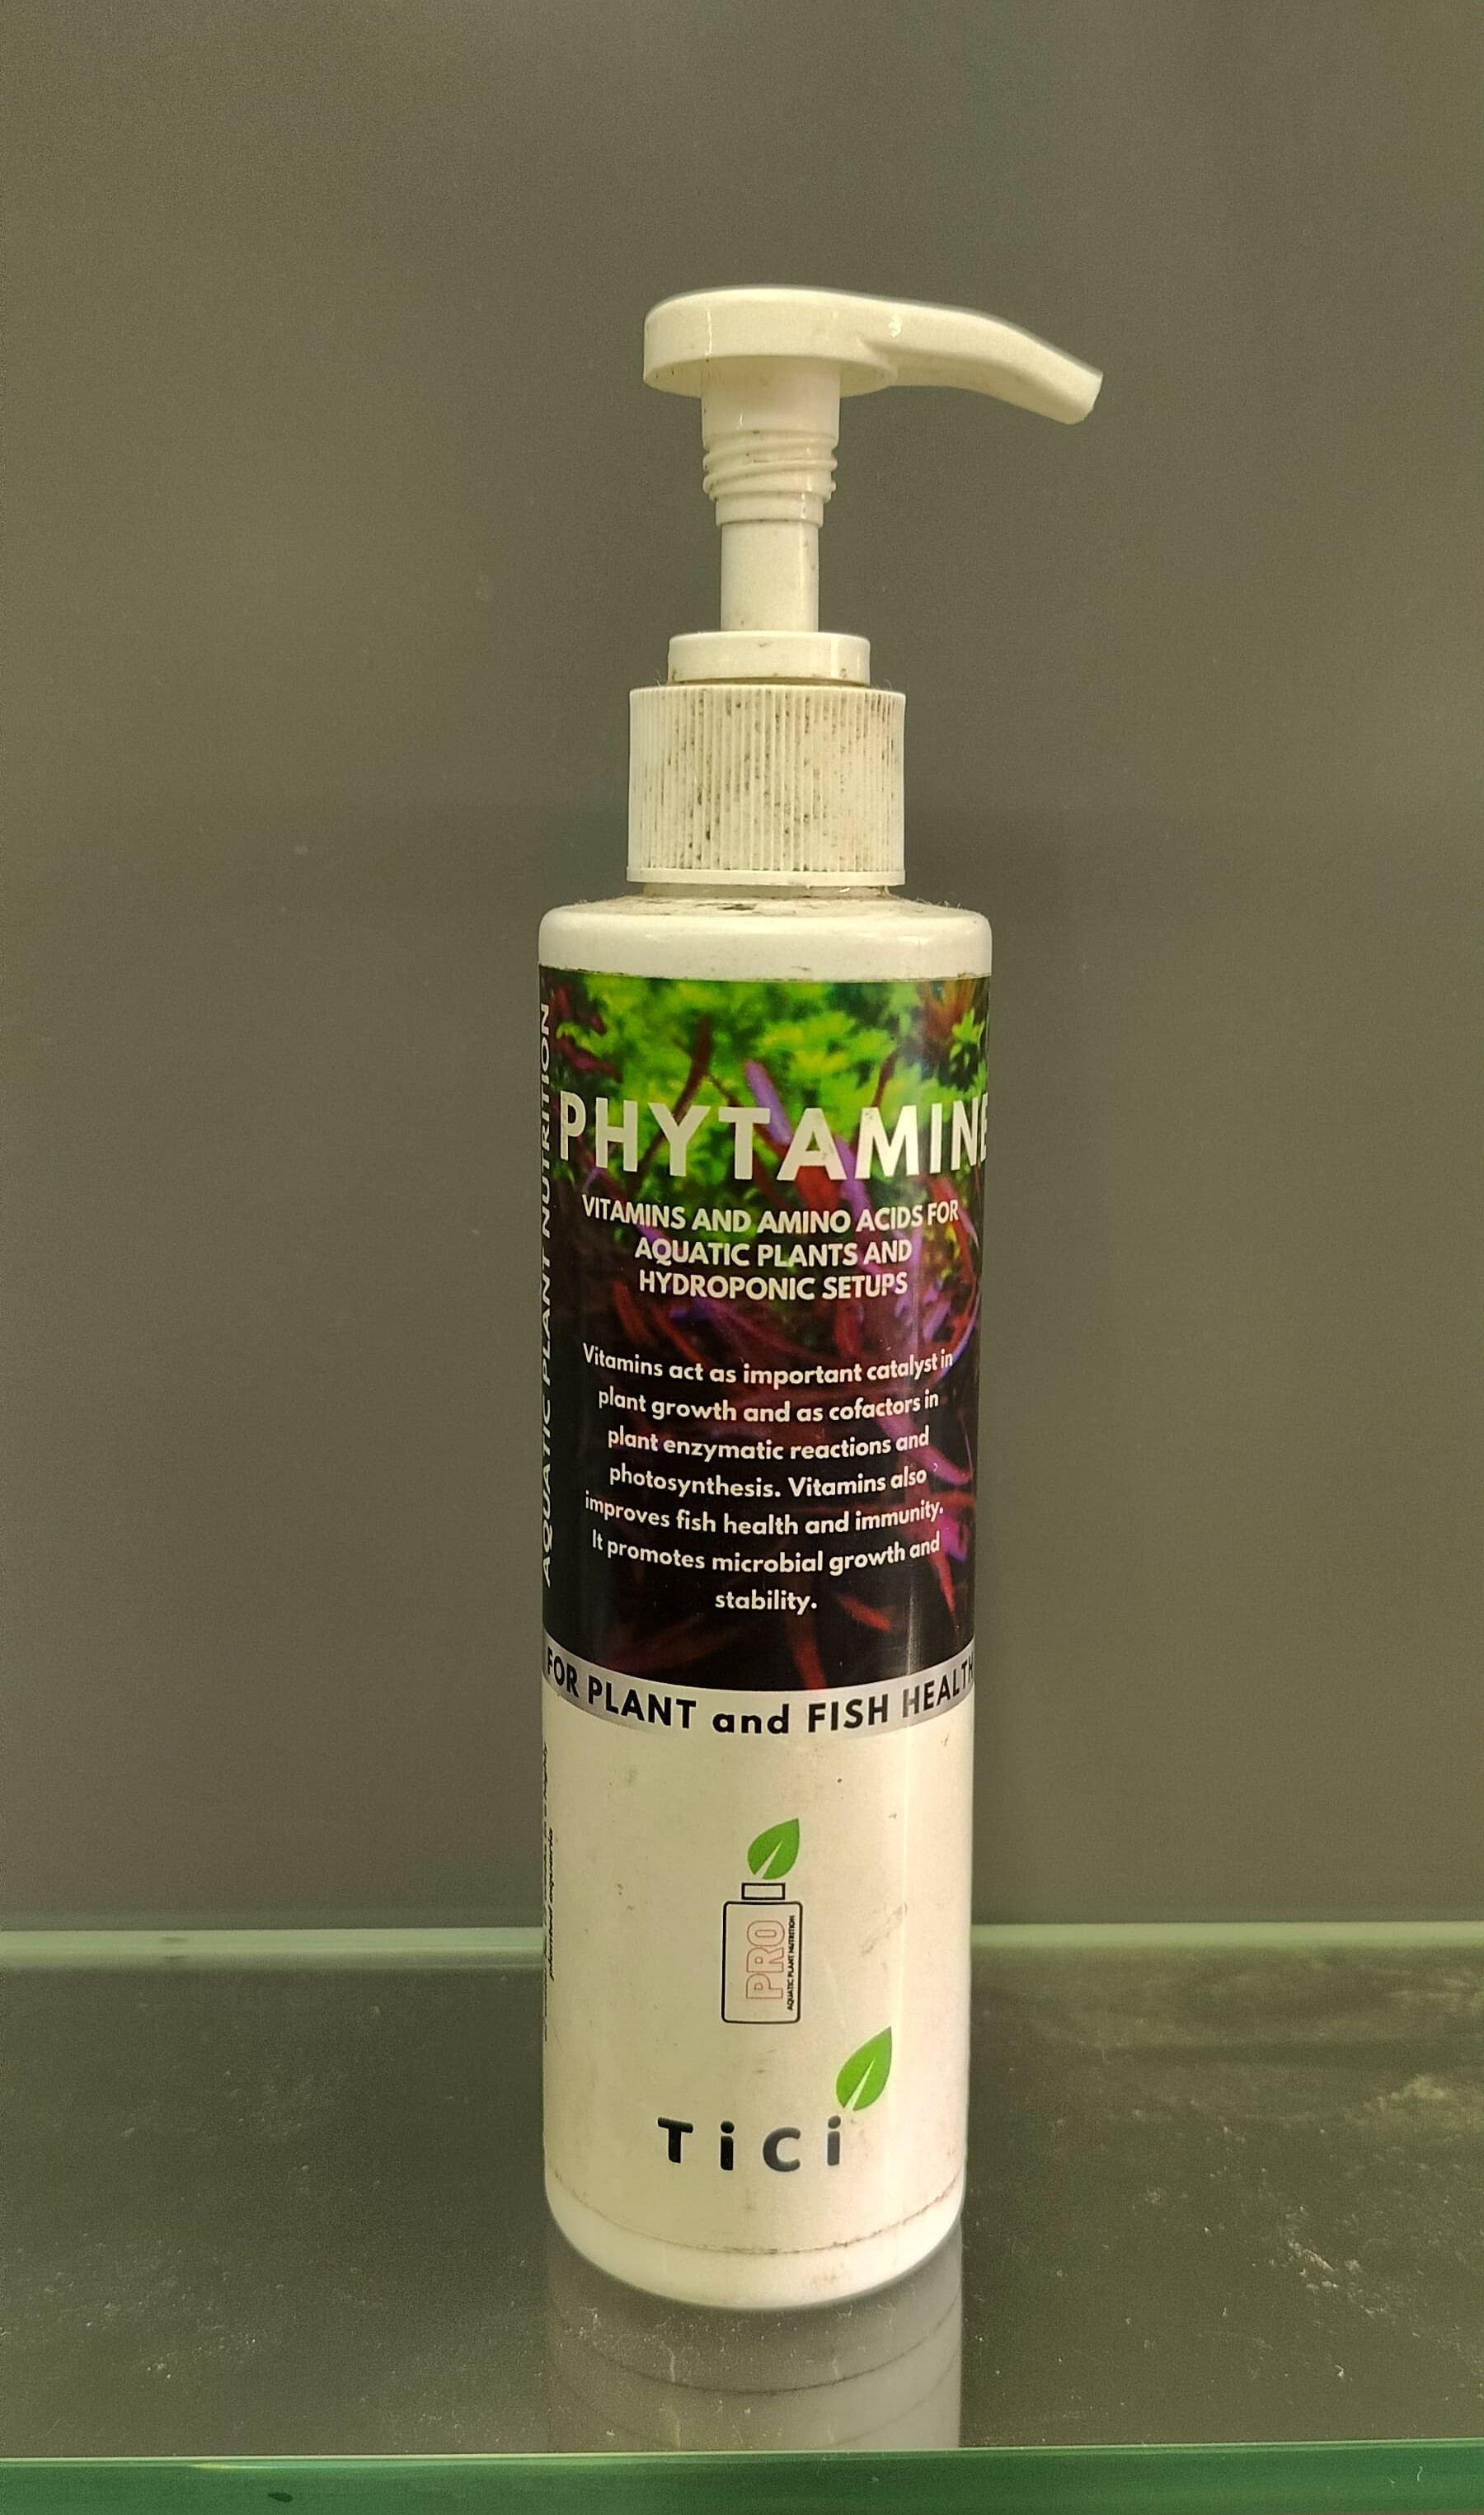 PHYTAMINE
VITAMINS AND AMINO ACIDS FOR
AQUATIC PLANTS AND
HYDROPONIC SETUPS
Vitamins act as important catalyst in
plant growth and as cofactors in
plant enzymatic reactions and
photosynthesis. Vitamins also
improves fish health and immunity.
It promotes microbial growth and
stability.
FOR PLANT and FISH HEALTH
AQUATIC PLANT NUTRITION
planted aquaria
PRO
AQUATIC PLANT NUTRITION
TiCi